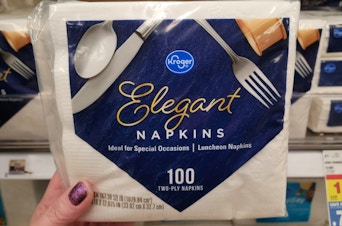 Kroger
Elegant
NAPKINS
Ideal for Special Occasions | Luncheon Napkins
100
TWO-PLY NAPKINS